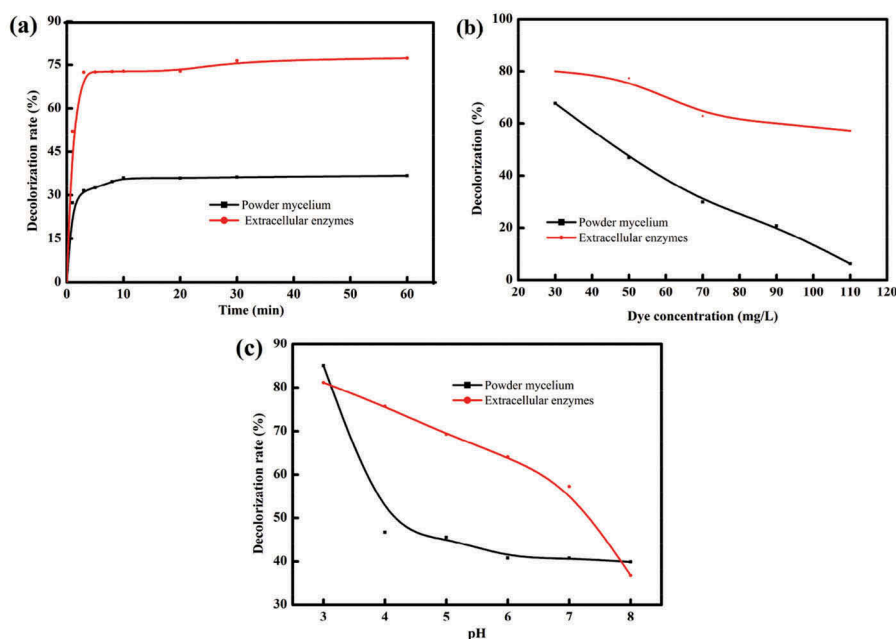 (a)
90
75
60
45
30
15
0
Decolorization rate (%)
Powder mycelium
Extracellular enzymes
0 10 20 30 40 50 60
Time (min)
(b)
100
80
60
40
20
0
Decolorization (%)
Powder mycelium
Extracellular enzymes
20 30 40 50 60 70 80 90 100 110 120
Dye concentration (mg/L)
(c)
90
80
70
60
50
40
30
Decolorization rate (%)
Powder mycelium
Extracellular enzymes
3 4 5 6 7 8
pH